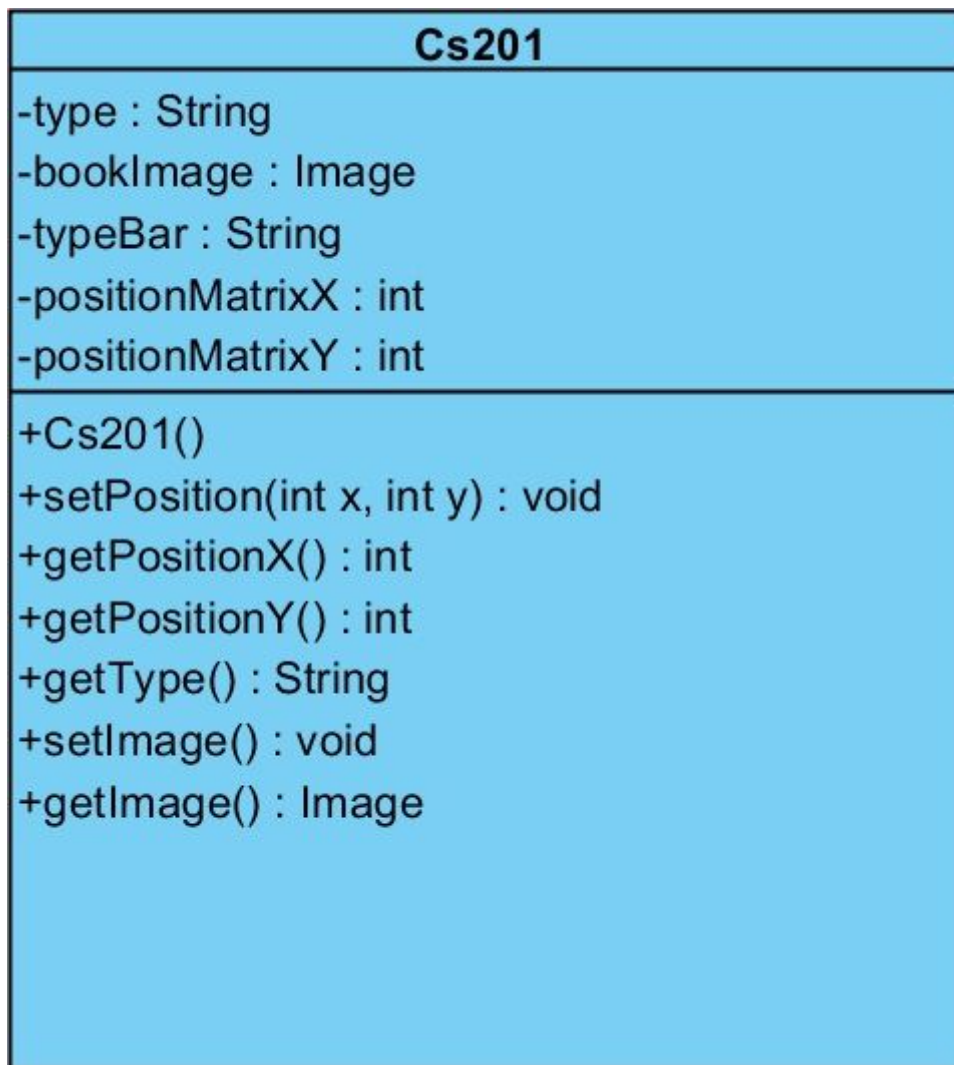 Cs201
-type : String
-bookImage : Image
-typeBar : String
-positionMatrixX : int
-positionMatrixY : int
+Cs201()
+setPosition(int x, int y) : void
+getPositionX() : int
+getPositionY() : int
+getType() : String
+setImage() : void
+getImage() : Image